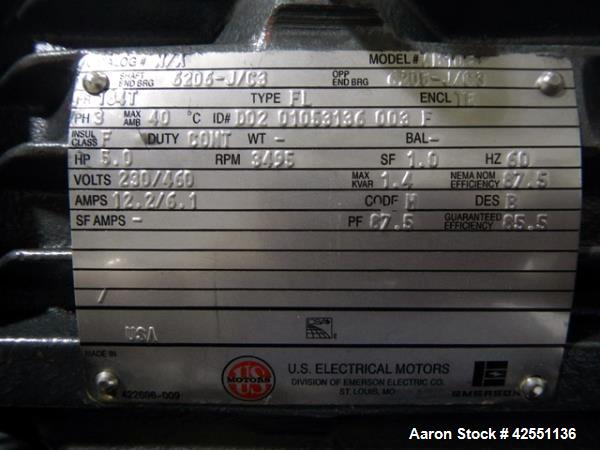 CATALOG # N/A MODEL #
SHAFT END BRG 6206-J/C3 OPP END BRG 6205-J/C3
FR 184T TYPE FL ENCL TE
PH 3 MAX AMB 40 °C ID# D02 01053136 003 F
INSUL CLASS F DUTY CONT WT - BAL -
HP 5.0 RPM 3495 SF 1.0 HZ 60
VOLTS 230/460 MAX KVAR 1.4 NEMA NOM EFFICIENCY 87.5
AMPS 12.2/6.1 CODE H DES B
SF AMPS - PF 87.5 GUARANTEED EFFICIENCY 85.5
/
USA
MADE IN
US MOTORS
U.S. ELECTRICAL MOTORS
DIVISION OF EMERSON ELECTRIC CO.
ST. LOUIS, MO
EMERSON
422696-009
Aaron Stock # 42551136